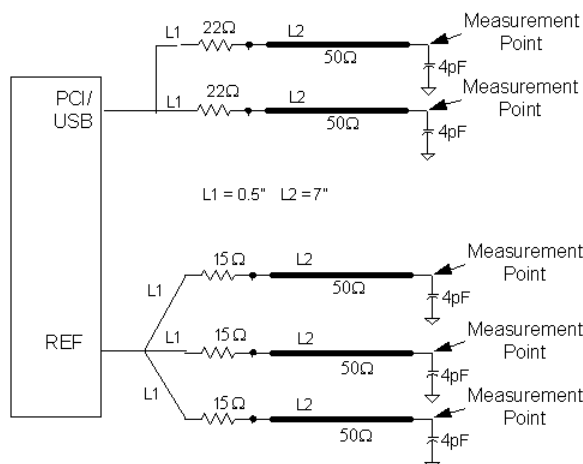 Measurement
Point
L1
22Ω
L2
50Ω
4pF
PCI/
USB
L1
22Ω
L2
50Ω
Measurement
Point
4pF
L1 = 0.5" L2 =7"
15Ω
L2
50Ω
Measurement
Point
4pF
L1
REF
L1
15Ω
L2
50Ω
Measurement
Point
4pF
L1
15Ω
L2
50Ω
Measurement
Point
4pF